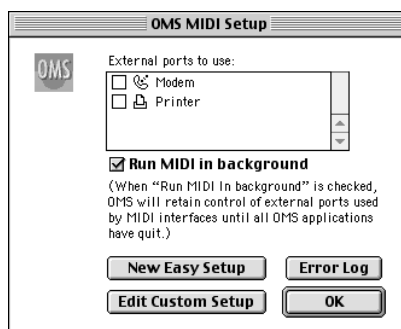 OMS MIDI Setup
OMS
External ports to use:
Modem
Printer
Run MIDI in background
(When “Run MIDI In background” is checked,
OMS will retain control of external ports used
by MIDI interfaces until all OMS applications
have quit.)
New Easy Setup
Error Log
Edit Custom Setup
OK